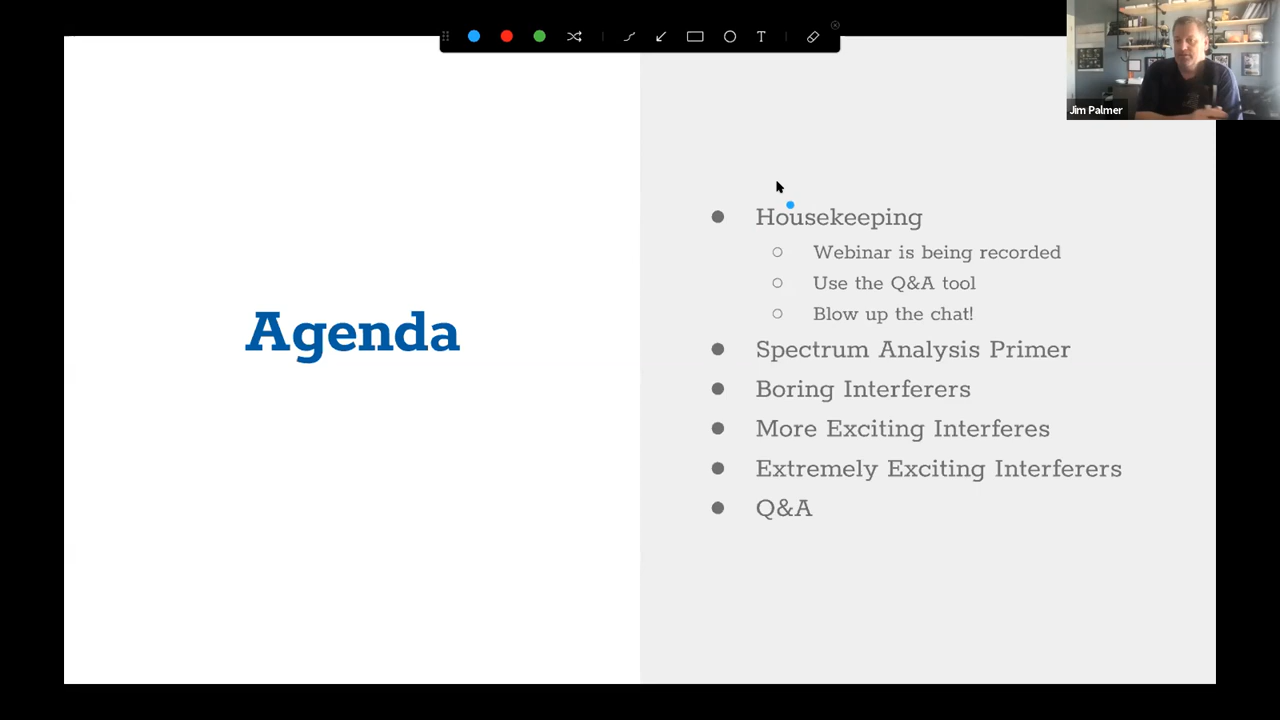 T
Jim Palmer
Agenda
Housekeeping
Webinar is being recorded
Use the Q&A tool
Blow up the chat!
Spectrum Analysis Primer
Boring Interferers
More Exciting Interferes
Extremely Exciting Interferers
Q&A